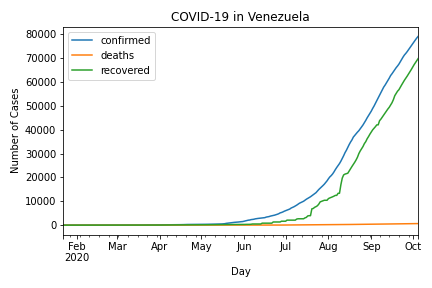 COVID-19 in Venezuela
confirmed
deaths
recovered
Number of Cases
80000
70000
60000
50000
40000
30000
20000
10000
0
Feb Mar Apr May Jun Jul Aug Sep Oct
2020
Day